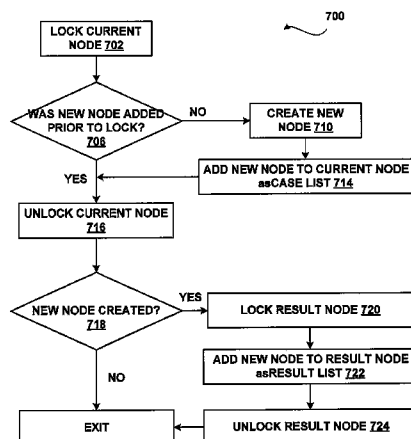 700
LOCK CURRENT
NODE 702
WAS NEW NODE ADDED
PRIOR TO LOCK?
706
NO
CREATE NEW
NODE 710
YES
ADD NEW NODE TO CURRENT NODE
asCASE LIST 714
UNLOCK CURRENT NODE
716
NEW NODE CREATED?
718
YES
LOCK RESULT NODE 720
ADD NEW NODE TO RESULT NODE
asRESULT LIST 722
NO
EXIT
UNLOCK RESULT NODE 724